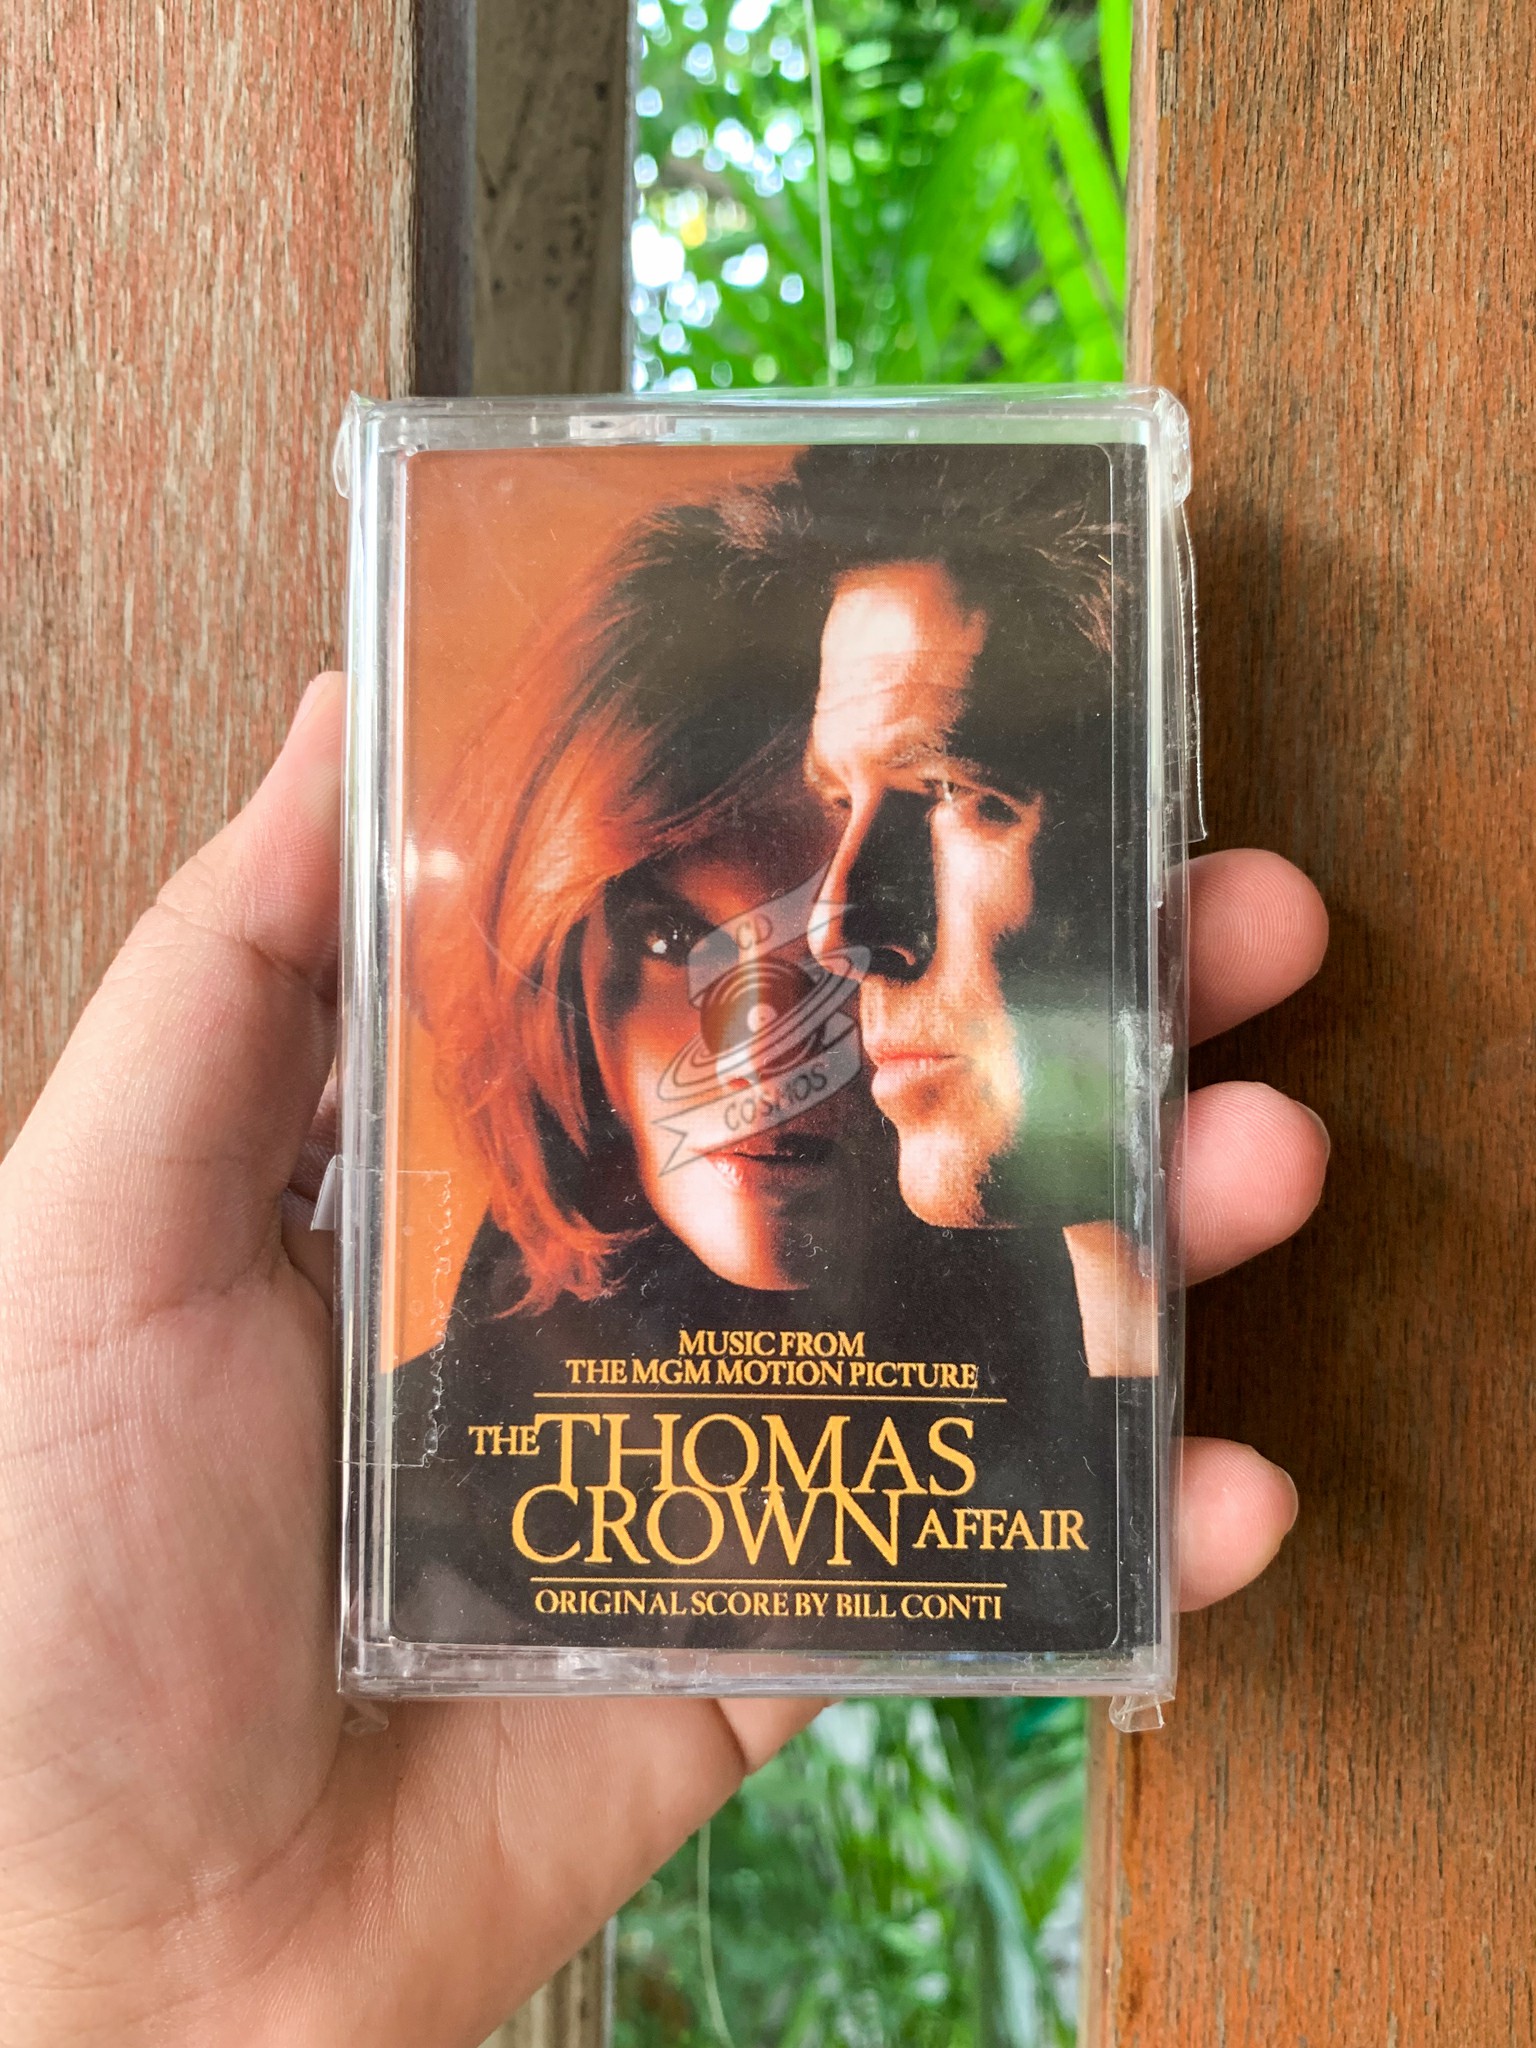 CD
COSMOS
MUSIC FROM
THE MGM MOTION PICTURE
THE THOMAS
CROWN AFFAIR
ORIGINAL SCORE BY BILL CONTI